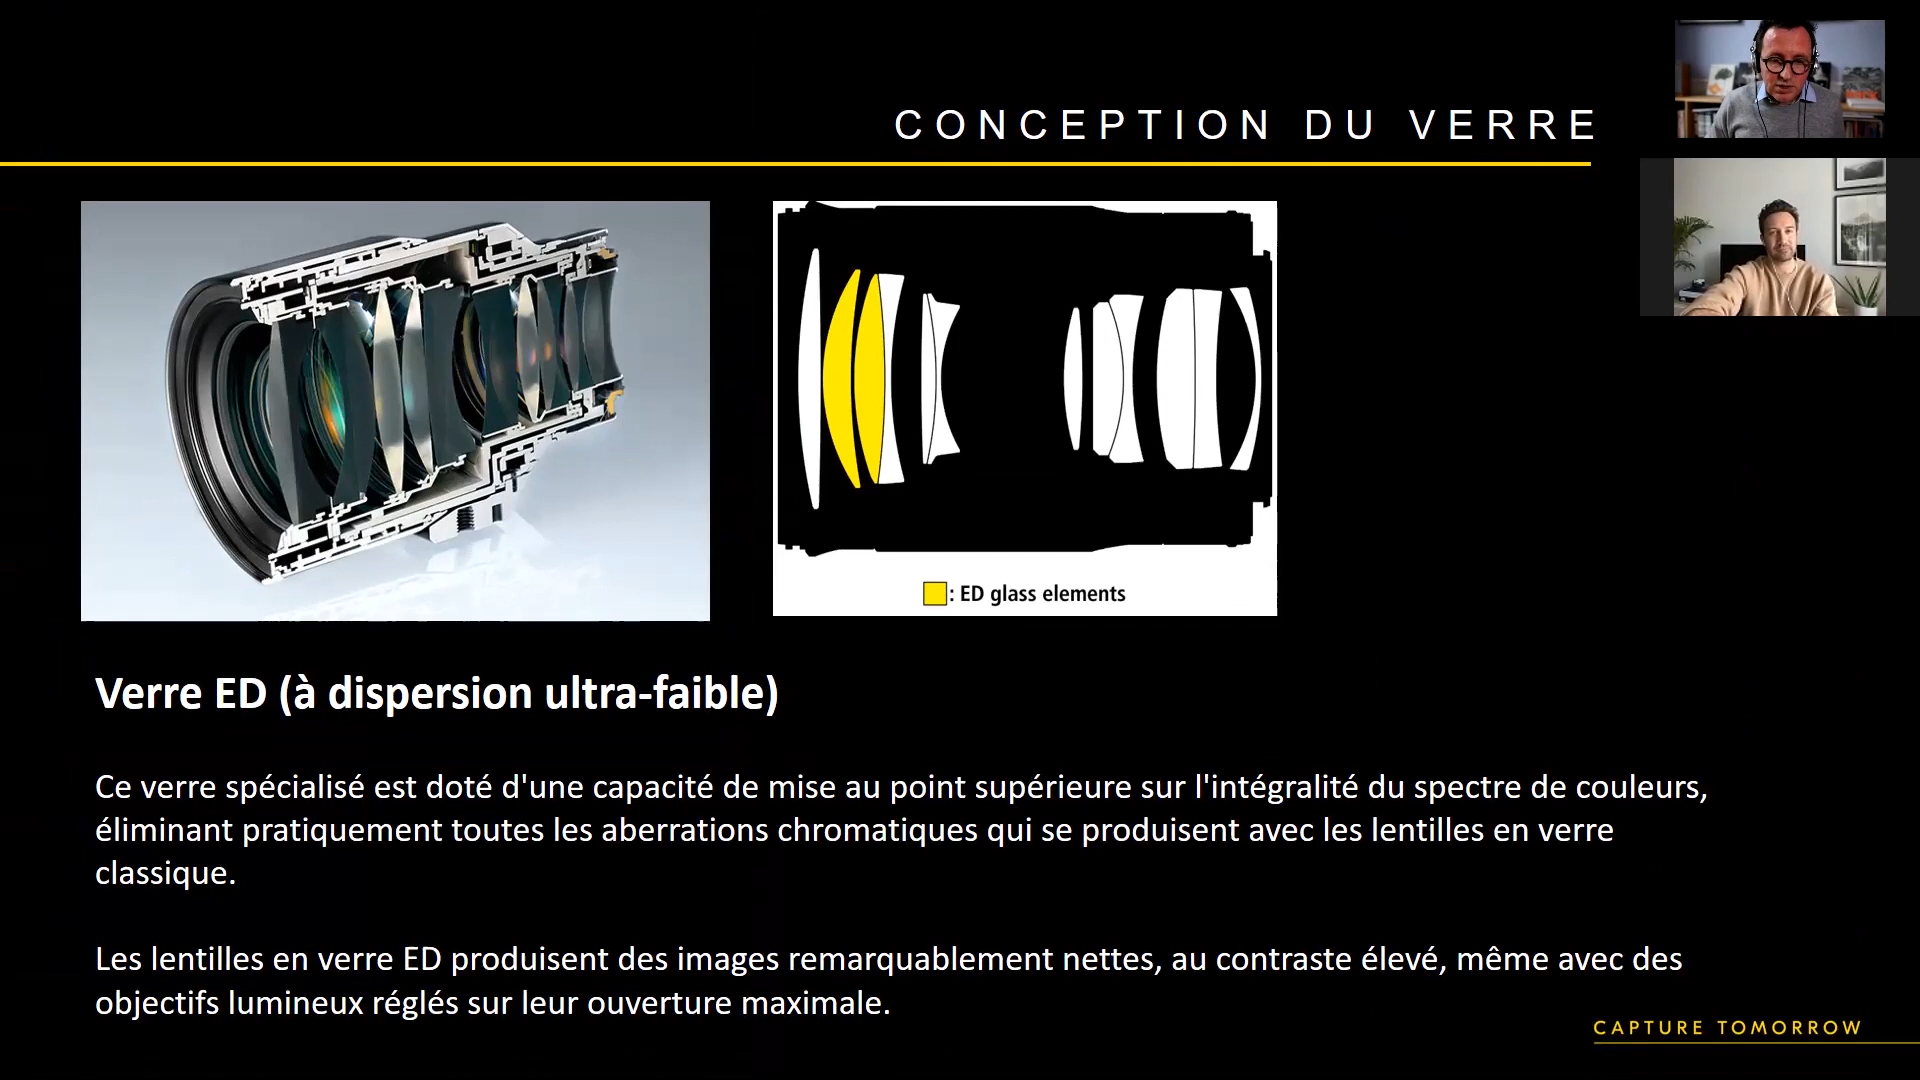 CONCEPTION DU VERRE
: ED glass elements
Verre ED (à dispersion ultra-faible)
Ce verre spécialisé est doté d'une capacité de mise au point supérieure sur l'intégralité du spectre de couleurs,
éliminant pratiquement toutes les aberrations chromatiques qui se produisent avec les lentilles en verre
classique.
Les lentilles en verre ED produisent des images remarquablement nettes, au contraste élevé, même avec des
objectifs lumineux réglés sur leur ouverture maximale.
CAPTURE TOMORROW